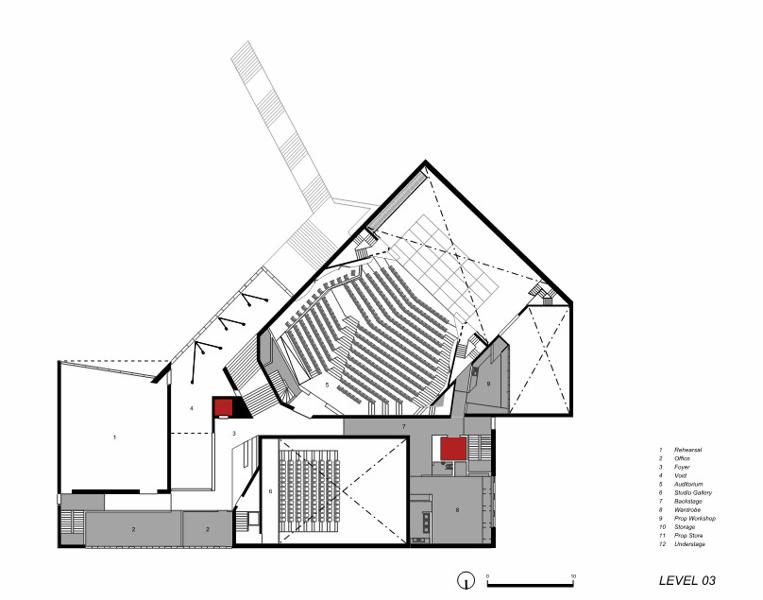 9
5
7
4
3
1
6
8
2
2
1 Rehearsal
2 Office
3 Foyer
4 Void
5 Auditorium
6 Studio Gallery
7 Backstage
8 Wardrobe
9 Prop Workshop
10 Storage
11 Prop Store
12 Understage
0 10
LEVEL 03